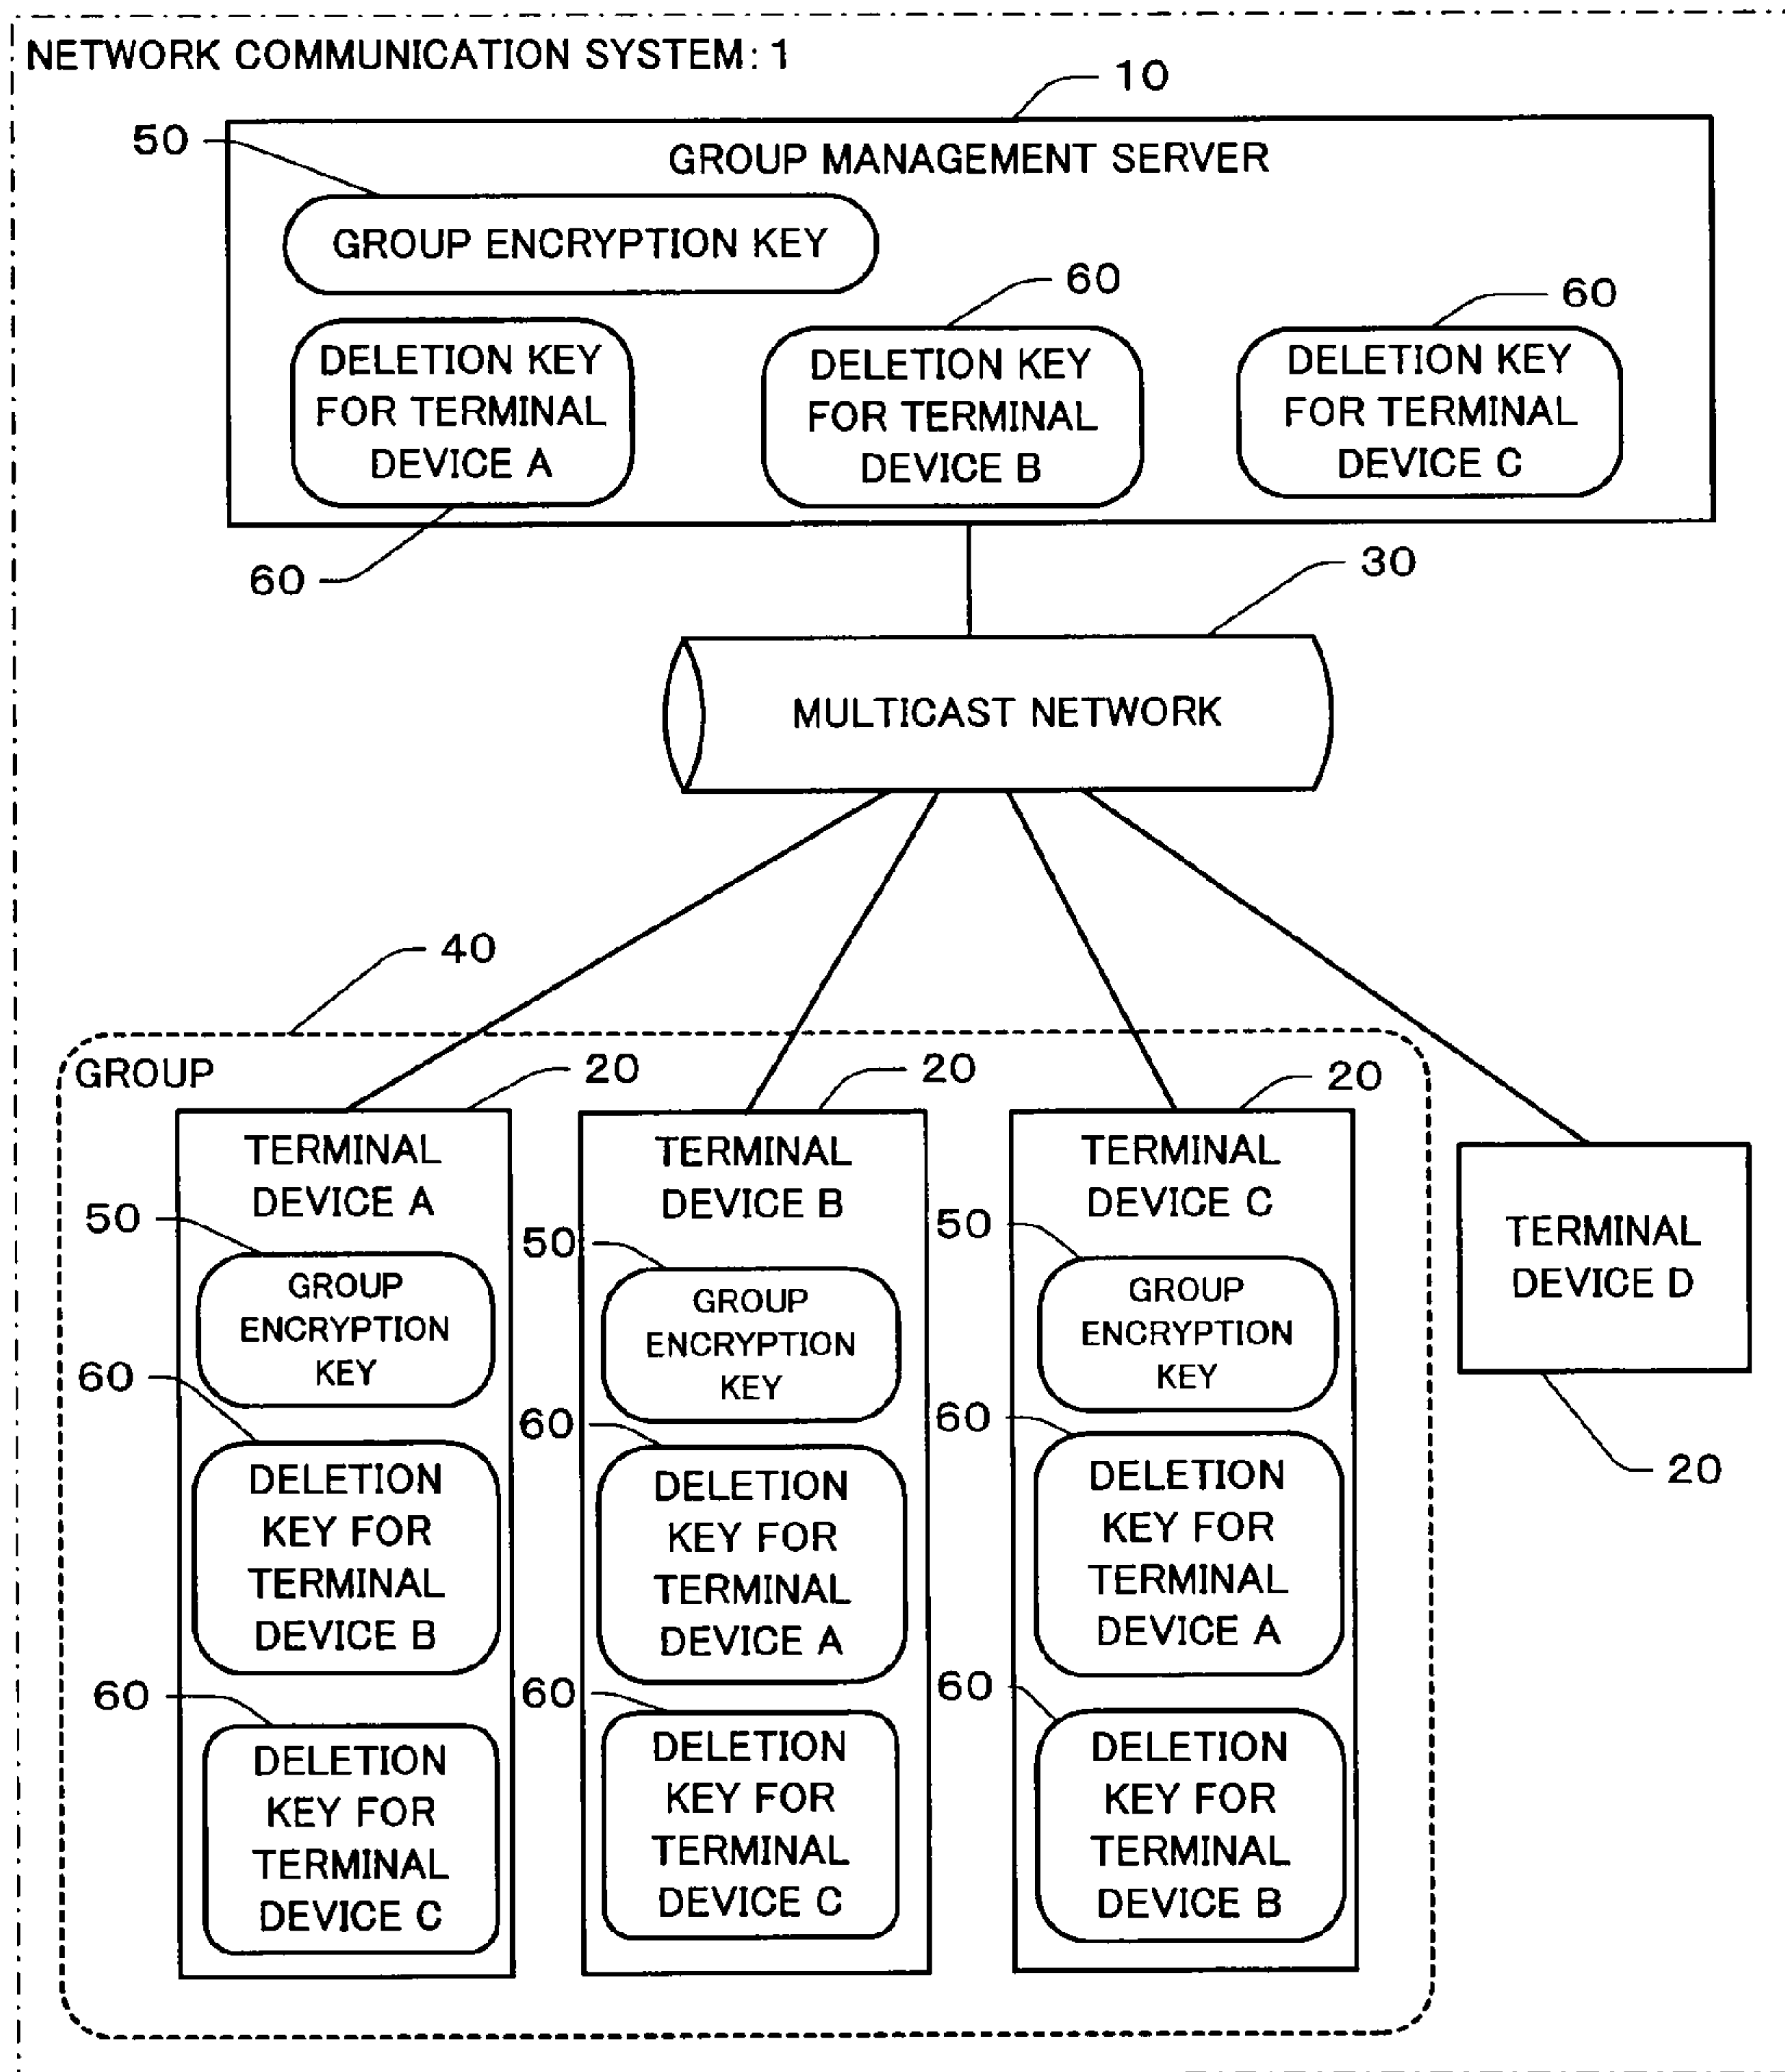 NETWORK COMMUNICATION SYSTEM: 1
10
50
GROUP MANAGEMENT SERVER
GROUP ENCRYPTION KEY
60
60
DELETION KEY
FOR TERMINAL
DEVICE A
DELETION KEY
FOR TERMINAL
DEVICE B
DELETION KEY
FOR TERMINAL
DEVICE C
60
30
MULTICAST NETWORK
40
GROUP
20
20
20
TERMINAL
DEVICE A
50
GROUP
ENCRYPTION
KEY
60
DELETION
KEY FOR
TERMINAL
DEVICE B
60
DELETION
KEY FOR
TERMINAL
DEVICE C
TERMINAL
DEVICE B
50
GROUP
ENCRYPTION
KEY
60
DELETION
KEY FOR
TERMINAL
DEVICE A
60
DELETION
KEY FOR
TERMINAL
DEVICE C
TERMINAL
DEVICE C
50
GROUP
ENCRYPTION
KEY
60
DELETION
KEY FOR
TERMINAL
DEVICE A
60
DELETION
KEY FOR
TERMINAL
DEVICE B
TERMINAL
DEVICE D
20